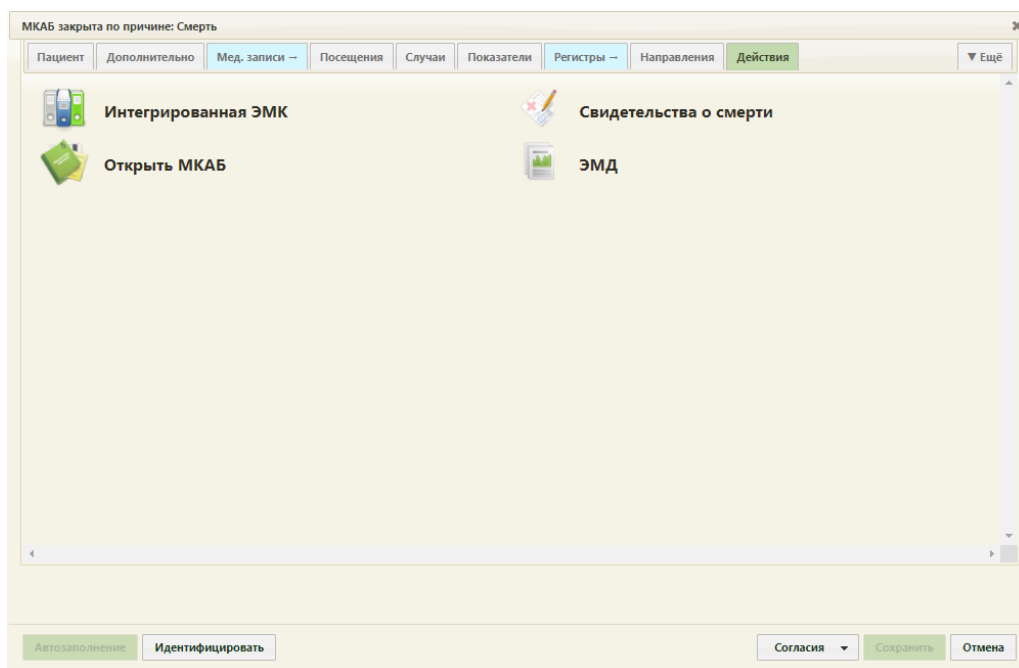 МКАБ закрыта по причине: Смерть
Пациент Дополнительно Мед. записи → Посещения Случаи Показатели Регистры → Направления Действия ▼ Ещё
Интегрированная ЭМК Свидетельства о смерти
Открыть МКАБ ЭМД
Автозаполнение Идентифицировать Согласия ▼ Сохранить Отмена